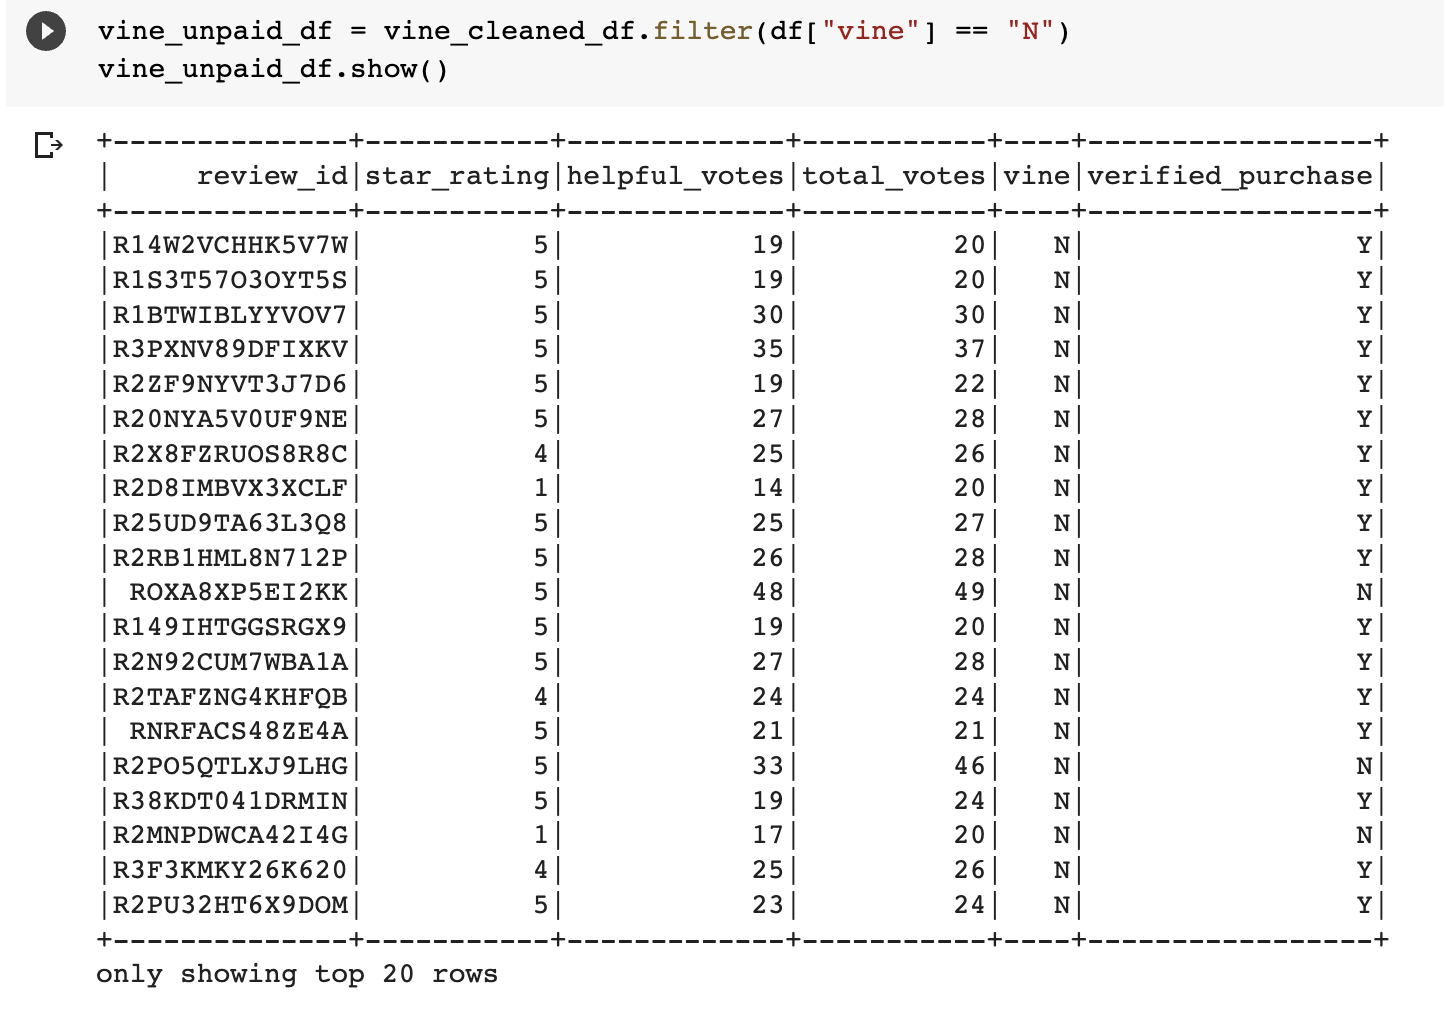 vine_unpaid_df = vine_cleaned_df.filter(df["vine"] == "N")
vine_unpaid_df.show()
+--------------+-----------+-------------+-----------+----+-----------------+
|     review_id|star_rating|helpful_votes|total_votes|vine|verified_purchase|
+--------------+-----------+-------------+-----------+----+-----------------+
|R14W2VCHHK5V7W|          5|           19|         20|   N|                Y|
|R1S3T57O3OYT5S|          5|           19|         20|   N|                Y|
|R1BTWIBLYYVOV7|          5|           30|         30|   N|                Y|
|R3PXNV89DFIXKV|          5|           35|         37|   N|                Y|
|R2ZF9NYVT3J7D6|          5|           19|         22|   N|                Y|
|R20NYA5V0UF9NE|          5|           27|         28|   N|                Y|
|R2X8FZRUOS8R8C|          4|           25|         26|   N|                Y|
|R2D8IMBVX3XCLF|          1|           14|         20|   N|                Y|
|R25UD9TA63L3Q8|          5|           25|         27|   N|                Y|
|R2RB1HML8N712P|          5|           26|         28|   N|                Y|
| ROXA8XP5EI2KK|          5|           48|         49|   N|                N|
|R149IHTGGSRGX9|          5|           19|         20|   N|                Y|
|R2N92CUM7WBA1A|          5|           27|         28|   N|                Y|
|R2TAFZNG4KHFQB|          4|           24|         24|   N|                Y|
| RNRFACS48ZE4A|          5|           21|         21|   N|                Y|
|R2PO5QTLXJ9LHG|          5|           33|         46|   N|                N|
|R38KDT041DRMIN|          5|           19|         24|   N|                Y|
|R2MNPDWCA42I4G|          1|           17|         20|   N|                N|
|R3F3KMKY26K620|          4|           25|         26|   N|                Y|
|R2PU32HT6X9DOM|          5|           23|         24|   N|                Y|
+--------------+-----------+-------------+-----------+----+-----------------+
only showing top 20 rows